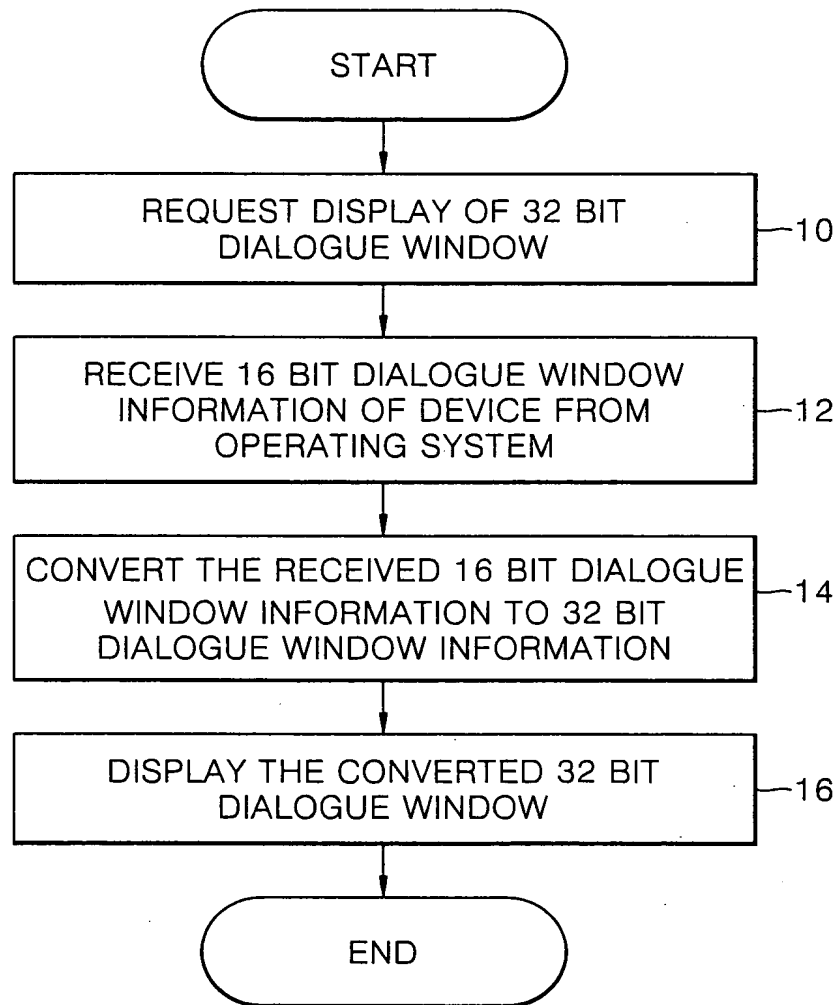 START
REQUEST DISPLAY OF 32 BIT
DIALOGUE WINDOW
10
RECEIVE 16 BIT DIALOGUE WINDOW
INFORMATION OF DEVICE FROM
OPERATING SYSTEM
12
CONVERT THE RECEIVED 16 BIT DIALOGUE
WINDOW INFORMATION TO 32 BIT
DIALOGUE WINDOW INFORMATION
14
DISPLAY THE CONVERTED 32 BIT
DIALOGUE WINDOW
16
END